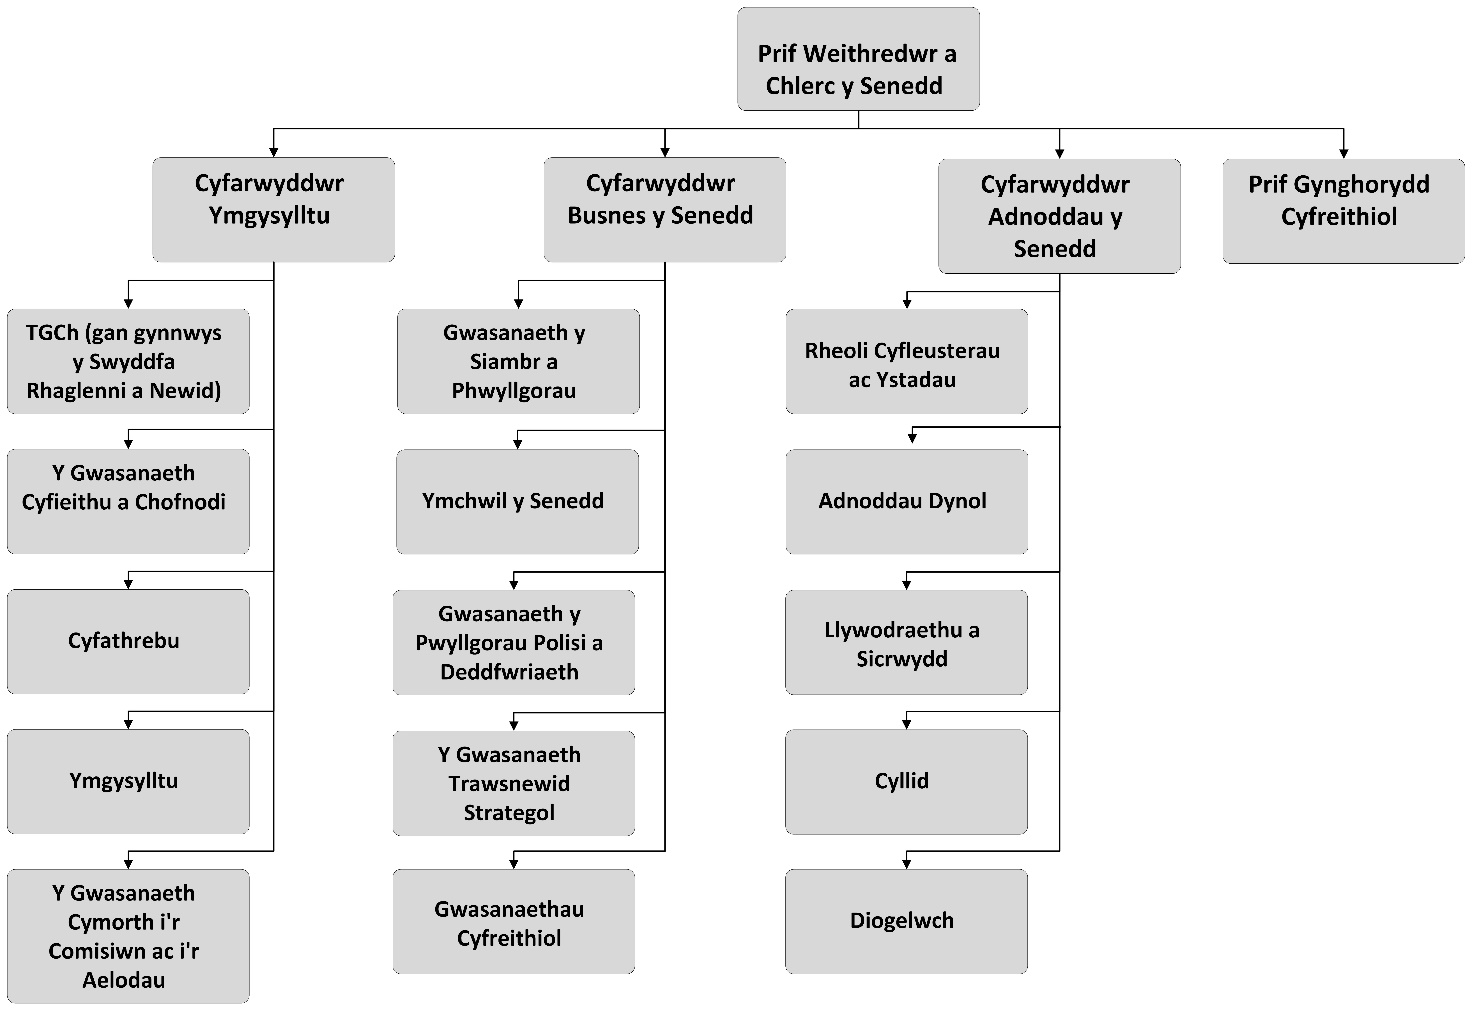 Prif Weithredwr a
Chlerc y Senedd
Cyfarwyddwr
Ymgysylltu
Cyfarwyddwr
Busnes y Senedd
Cyfarwyddwr
Adnoddau y
Senedd
Prif Gynghorydd
Cyfreithiol
TGCh (gan gynnwys
y Swyddfa
Rhaglenni a Newid)
Y Gwasanaeth
Cyfieithu a Chofnodi
Cyfathrebu
Ymgysylltu
Y Gwasanaeth
Cymorth i'r
Comisiwn ac i'r
Aelodau
Gwasanaeth y
Siambr a
Phwyllgorau
Ymchwil y Senedd
Gwasanaeth y
Pwyllgorau Polisi a
Deddfwriaeth
Y Gwasanaeth
Trawsnewid
Strategol
Gwasanaethau
Cyfreithiol
Rheoli Cyfleusterau
ac Ystadau
Adnoddau Dynol
Llywodraethu a
Sicrwydd
Cyllid
Diogelwch